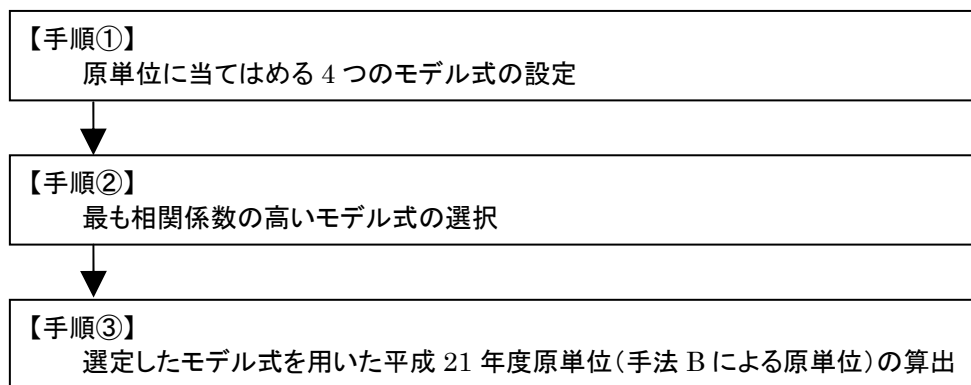 【手順①】
原単位に当てはめる 4 つのモデル式の設定
【手順②】
最も相関係数の高いモデル式の選択
【手順③】
選定したモデル式を用いた平成 21 年度原単位（手法 B による原単位）の算出